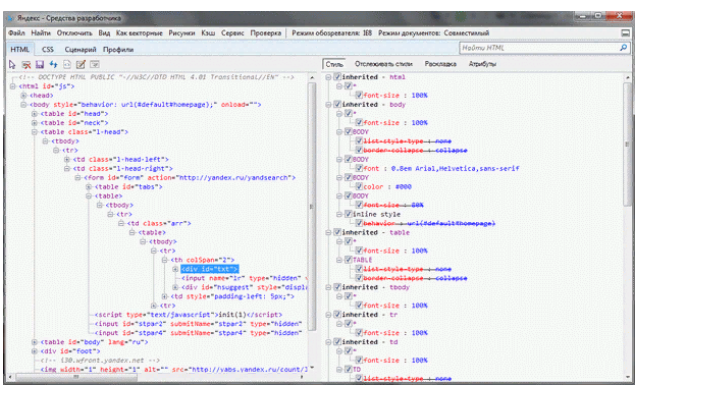 Яндекс - Средства разработчика
Файл Найти Отключить Вид Как векторные Рисунки Кэш Сервис Проверка | Режим обозревателя: IE8 Режим документов: Совместимый
HTML CSS Сценарий Профили
Найти HTML
Стиль Отслеживать стили Раскладка Атрибуты
<!-- DOCTYPE HTML PUBLIC "-//W3C//DTD HTML 4.01 Transitional//EN" -->
<html id="js">
<head>
<body style="behavior: url(#default#homepage);" onload="">
<table id="head">
<table id="neck">
<table class="l-head">
<tbody>
<tr>
<td class="l-head-left">
<td class="l-head-right">
<form id="form" action="http://yandex.ru/yandsearch">
<table id="tabs">
<table>
<tbody>
<tr>
<td class="arr">
<table>
<tbody>
<tr>
<th colSpan="2">
<div id="txt">
<input name="lr" type="hidden"
<div id="hsuggest" style="displ
<td style="padding-left: 5px;">
<tr>
<script type="text/javascript">init(1)</script>
<input id="stpar2" submitName="stpar2" type="hidden"
<input id="stpar4" submitName="stpar4" type="hidden"
<table id="body" lang="ru">
<div id="foot">
<!-- l30.wfront.yandex.net -->
<img width="1" height="1" alt="" src="http://yabs.yandex.ru/count/
inherited - html
*
font-size : 100%
inherited - body
*
font-size : 100%
BODY
list-style-type : none
border-collapse : collapse
BODY
font : 0.8em Arial,Helvetica,sans-serif
BODY
color : #000
BODY
font-size : 80%
inline style
behavior : url(#default#homepage)
inherited - table
*
font-size : 100%
TABLE
list-style-type : none
border-collapse : collapse
inherited - tbody
*
font-size : 100%
inherited - tr
*
font-size : 100%
inherited - td
*
font-size : 100%
TD
list-style-type : none